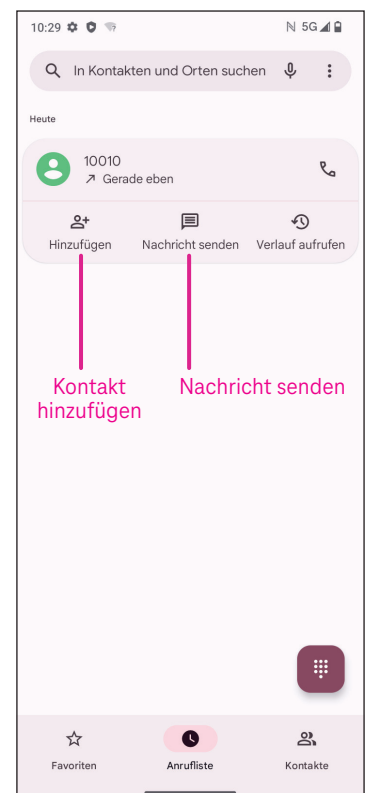 10:29
5G
In Kontakten und Orten suchen
Heute
10010
Gerade eben
Hinzufügen Nachricht senden Verlauf aufrufen
Kontakt
hinzufügen
Nachricht senden
Favoriten Anrufliste Kontakte